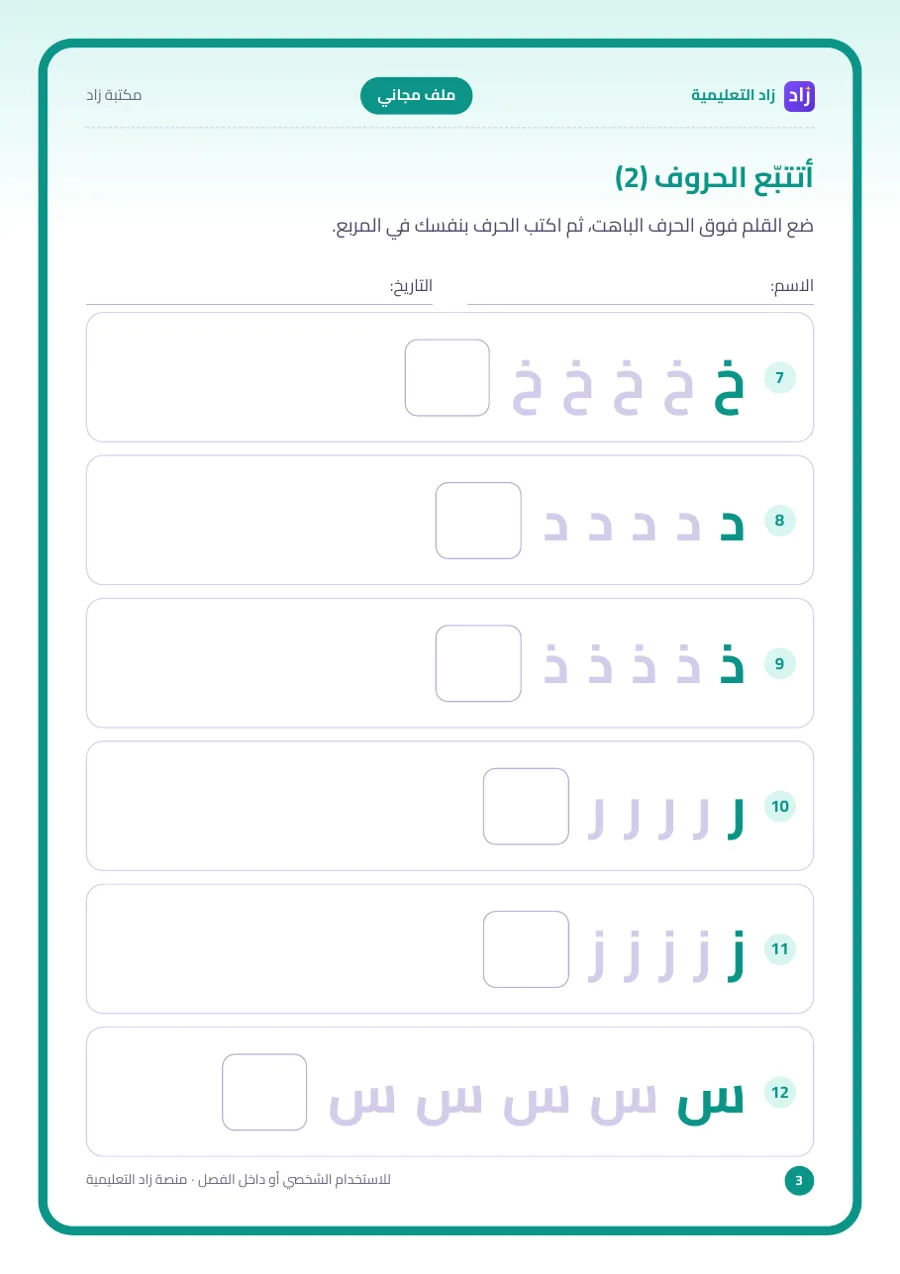 زاد زاد التعليمية ملف مجاني مكتبة زاد
أتتبّع الحروف (2)
ضع القلم فوق الحرف الباهت، ثم اكتب الحرف بنفسك في المربع.
الاسم: التاريخ:
7 خ خ خ خ خ
8 د د د د د
9 ذ ذ ذ ذ ذ
10 ر ر ر ر ر
11 ز ز ز ز ز
12 س س س س س
3 للاستخدام الشخصي أو داخل الفصل · منصة زاد التعليمية